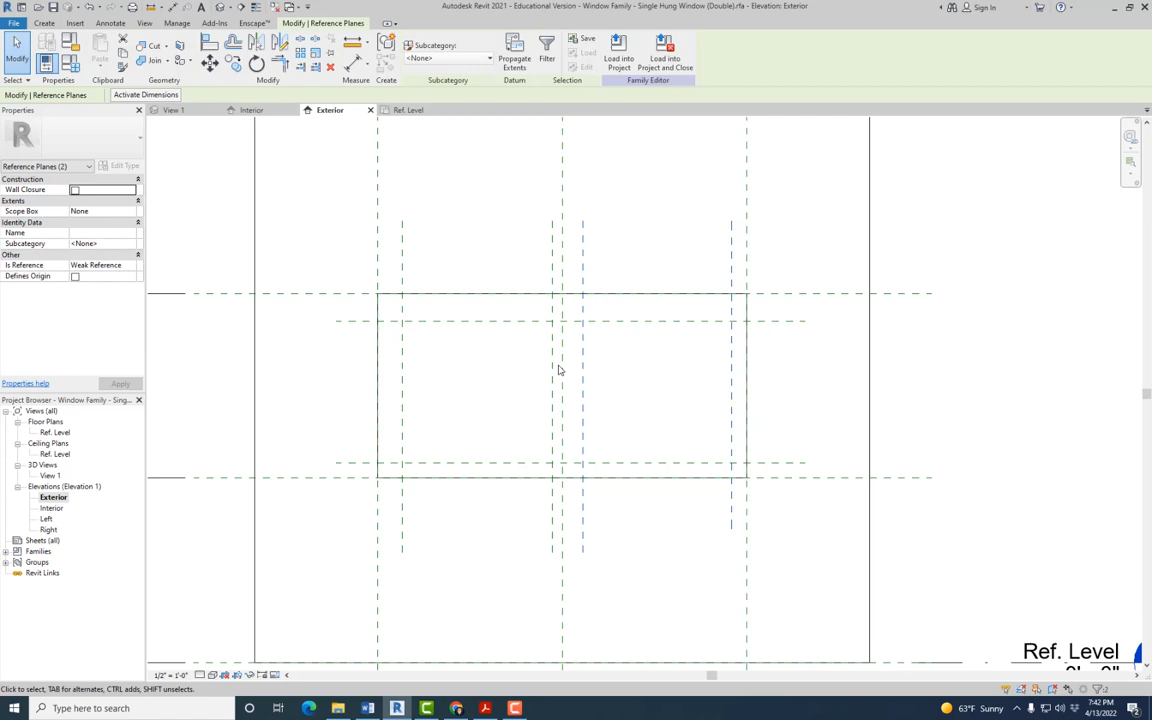 Autodesk Revit 2021 - Educational Version - Window Family - Single Hung Window (Double).rfa - Elevation: Exterior
Sign In
File Create Insert Annotate View Manage Add-Ins Enscape™ Modify | Reference Planes
Modify
Paste
Cut
Join
Subcategory:
<None>
Propagate Extents
Filter
Save
Load
Edit
Load into Project
Load into Project and Close
Select Properties Clipboard Geometry Modify Measure Create Subcategory Datum Selection Family Editor
Modify | Reference Planes Activate Dimensions
Properties
View 1 Interior Exterior Ref. Level
Reference Planes (2) Edit Type
Construction
Wall Closure
Extents
Scope Box None
Identity Data
Name
Subcategory <None>
Other
Is Reference Weak Reference
Defines Origin
Properties help Apply
Project Browser - Window Family - Sing...
Views (all)
Floor Plans
Ref. Level
Ceiling Plans
Ref. Level
3D Views
View 1
Elevations (Elevation 1)
Exterior
Interior
Left
Right
Sheets (all)
Families
Groups
Revit Links
Ref. Level
1/2" = 1'-0"
Click to select, TAB for alternates, CTRL adds, SHIFT unselects.
:2
Type here to search
63°F Sunny
7:42 PM
4/13/2022
2